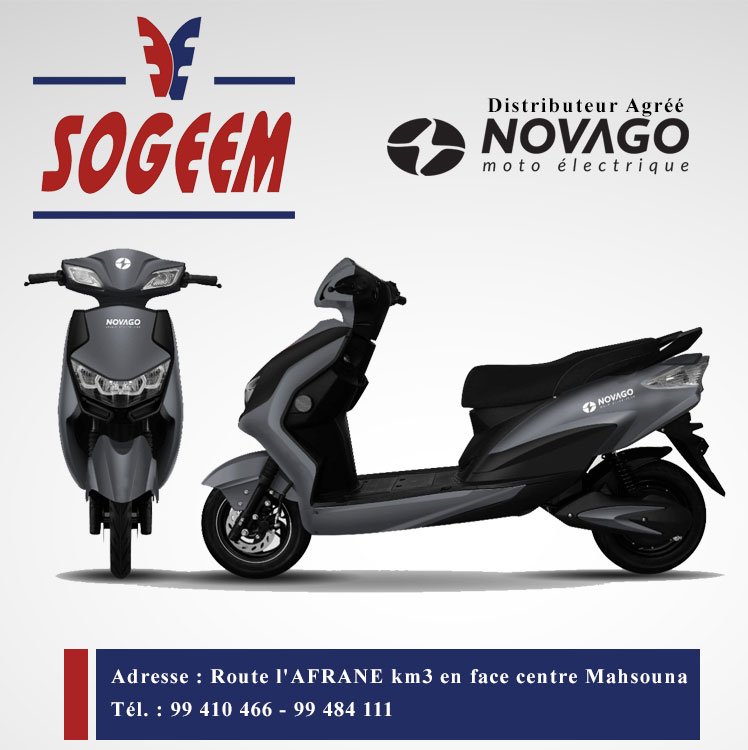 SOGEEM
Distributeur Agréé
NOVAGO
moto électrique
NOVAGO
NOVAGO
Adresse : Route l'AFRANE km3 en face centre Mahsouna
Tél. : 99 410 466 - 99 484 111